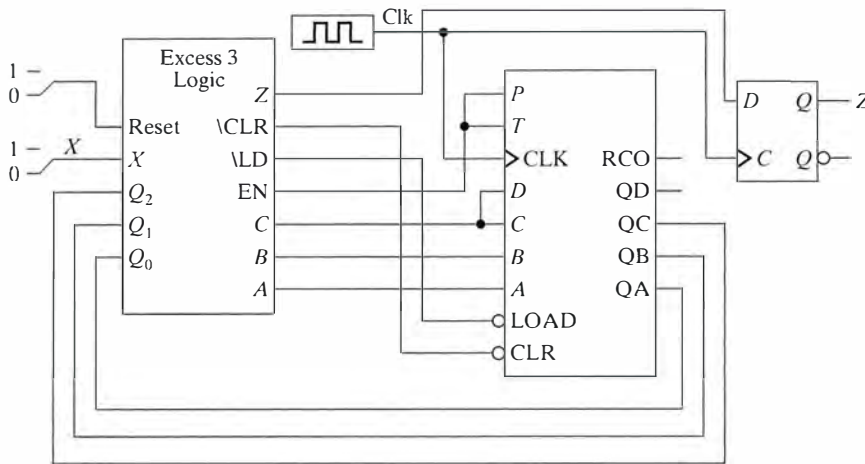 Clk
Excess 3
Logic
1
0
Z
Reset
\CLR
1
0
X
X
\LD
Q2
EN
Q1
C
Q0
B
A
P
T
CLK
RCO
D
QD
C
QC
B
QB
A
QA
LOAD
CLR
D
Q
Z
C
Q